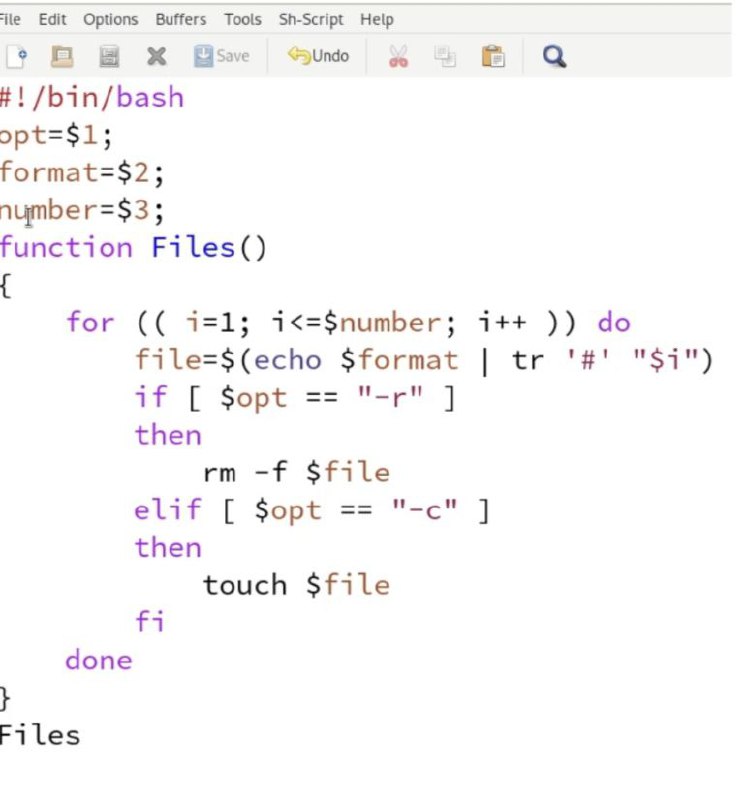 File Edit Options Buffers Tools Sh-Script Help
Save Undo
#!/bin/bash
opt=$1;
format=$2;
number=$3;
function Files()
{
    for (( i=1; i<=$number; i++ )) do
        file=$(echo $format | tr '#' "$i")
        if [ $opt == "-r" ]
        then
            rm -f $file
        elif [ $opt == "-c" ]
        then
            touch $file
        fi
    done
}
Files